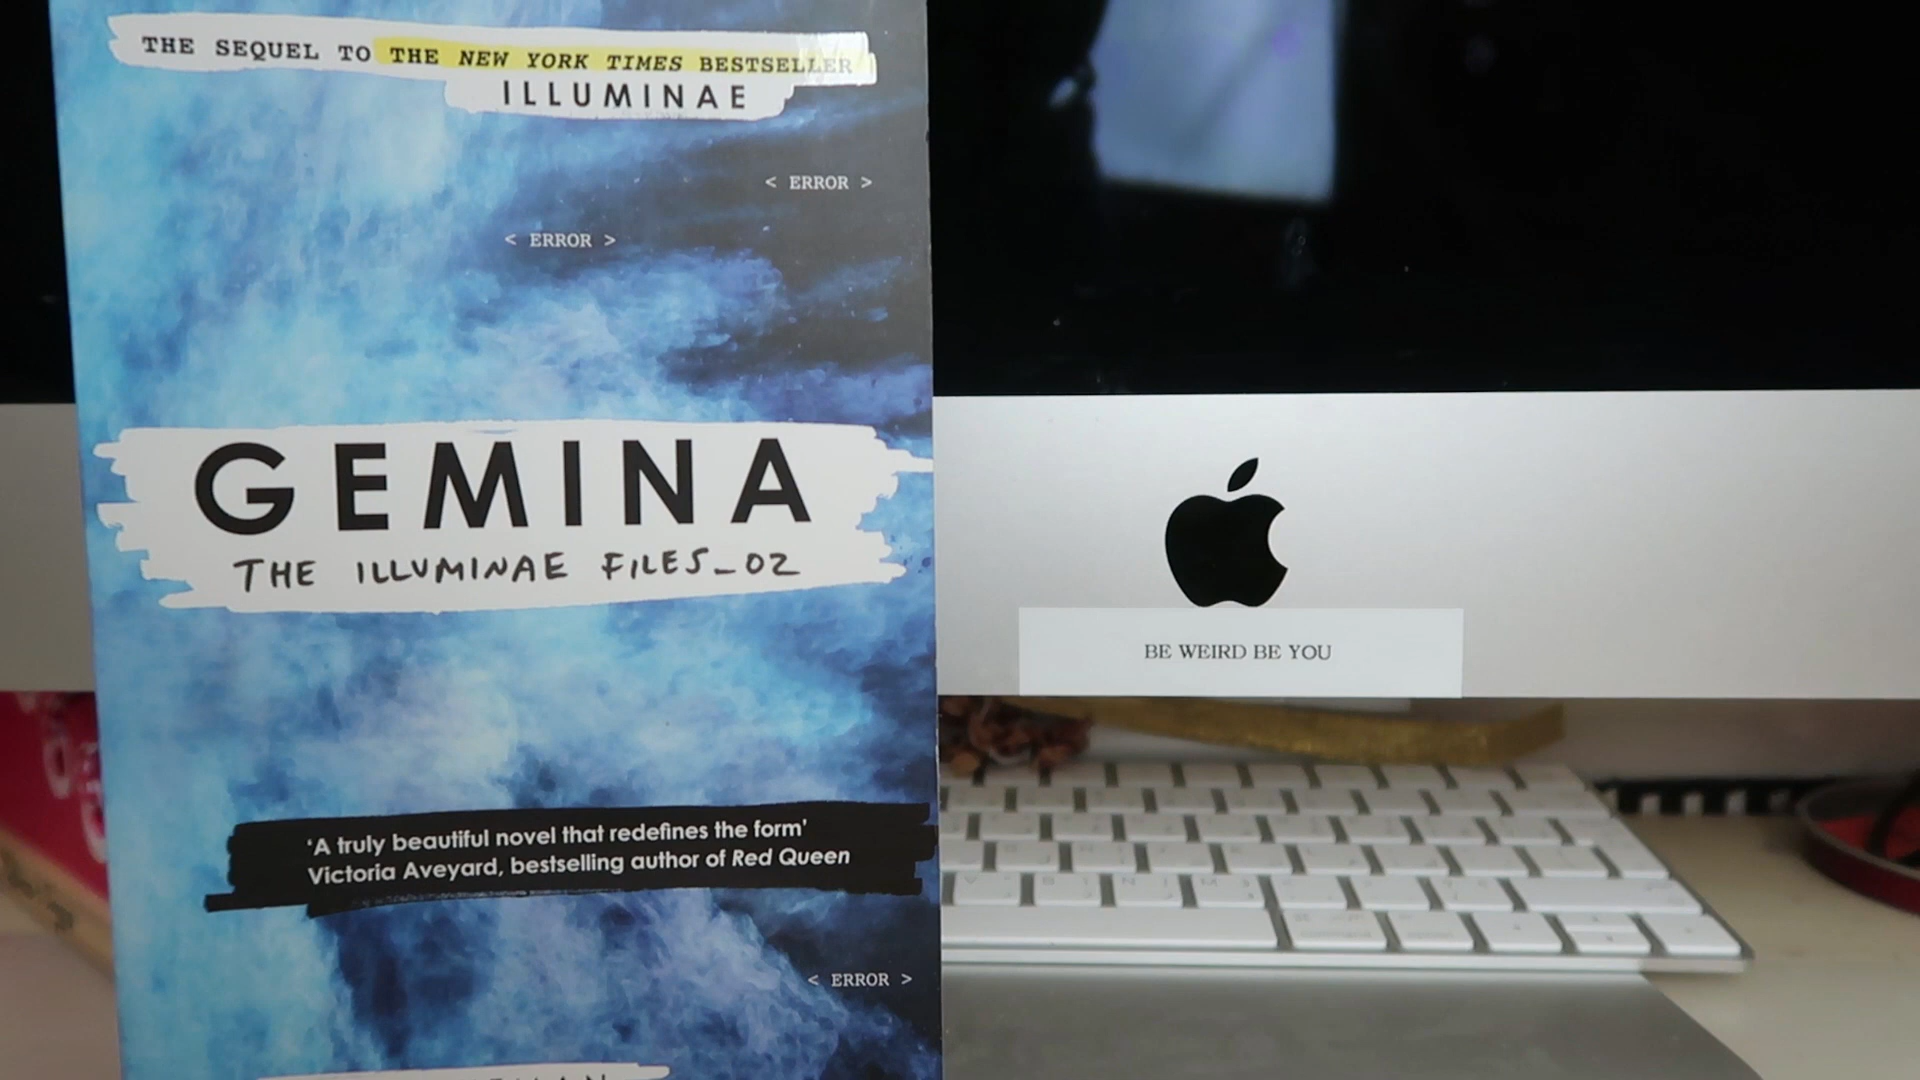 THE SEQUEL TO THE NEW YORK TIMES BESTSELLER
ILLUMINAE
< ERROR >
< ERROR >
GEMINA
THE ILLUMINAE FILES_02
‘A truly beautiful novel that redefines the form’
Victoria Aveyard, bestselling author of Red Queen
< ERROR >
BE WEIRD BE YOU